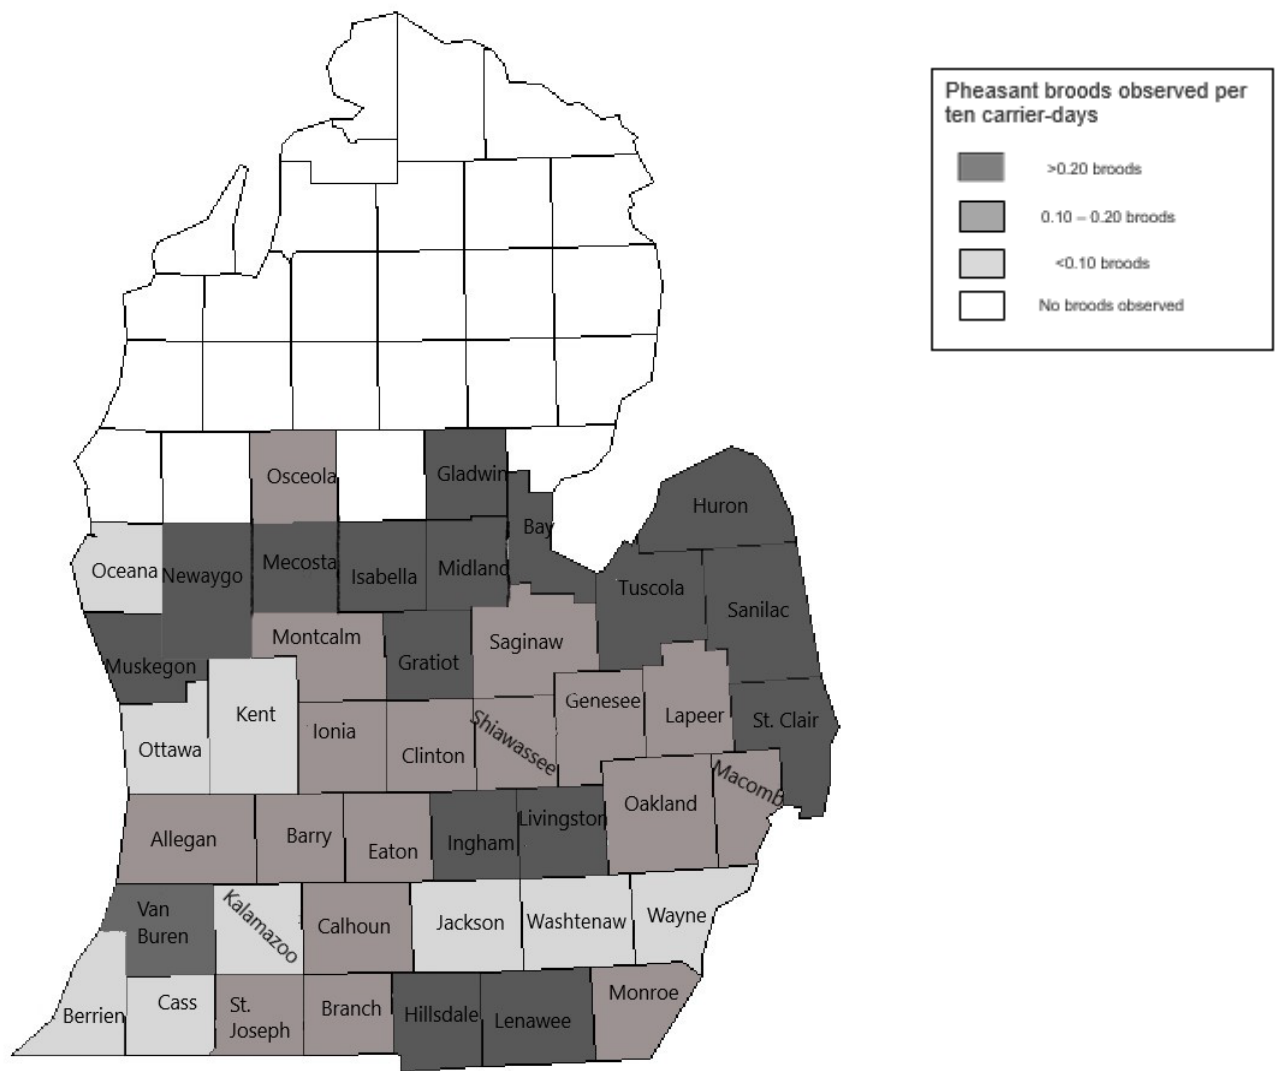 Pheasant broods observed per
ten carrier-days
>0.20 broods
0.10 – 0.20 broods
<0.10 broods
No broods observed
Osceola
Gladwin
Huron
Bay
Oceana
Newaygo
Mecosta
Isabella
Midland
Tuscola
Sanilac
Muskegon
Montcalm
Gratiot
Saginaw
Kent
Ionia
Clinton
Shiawassee
Genesee
Lapeer
St. Clair
Ottawa
Allegan
Barry
Eaton
Ingham
Livingston
Oakland
Macomb
Van
Buren
Kalamazoo
Calhoun
Jackson
Washtenaw
Wayne
Berrien
Cass
St.
Joseph
Branch
Hillsdale
Lenawee
Monroe